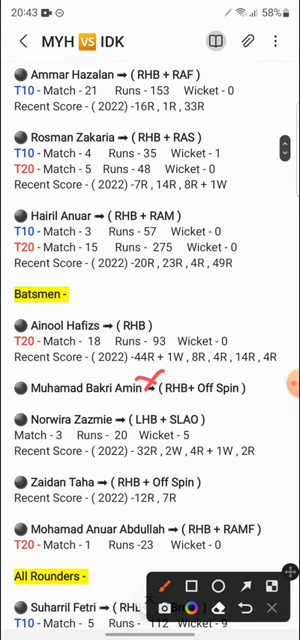 20:43 58%
MYH 🆚 IDK
Ammar Hazalan ➡ ( RHB + RAF )
T10 - Match - 21 Runs - 153 Wicket - 0
Recent Score - ( 2022) -16R , 1R , 33R
Rosman Zakaria ➡ ( RHB + RAS )
T10 - Match - 4 Runs - 35 Wicket - 1
T20 - Match - 5 Runs - 48 Wicket - 0
Recent Score - ( 2022) -7R , 14R , 8R + 1W
Hairil Anuar ➡ ( RHB + RAM )
T10 - Match - 3 Runs - 57 Wicket - 0
T20 - Match - 15 Runs - 275 Wicket - 0
Recent Score - ( 2022) -20R , 23R , 4R , 49R
Batsmen -
Ainool Hafizs ➡ ( RHB )
T20 - Match - 18 Runs - 93 Wicket - 0
Recent Score - ( 2022) -44R + 1W , 8R , 4R , 14R , 4R
Muhamad Bakri Amin ➡ ( RHB+ Off Spin )
Norwira Zazmie ➡ ( LHB + SLAO )
Match - 3 Runs - 20 Wicket - 5
Recent Score - ( 2022) - 32R , 2W , 4R + 1W , 2R
Zaidan Taha ➡ ( RHB + Off Spin )
Recent Score - ( 2022) -12R , 7R
Mohamad Anuar Abdullah ➡ ( RHB + RAMF )
T20 - Match - 1 Runs -23 Wicket - 0
All Rounders -
Suharril Fetri ➡ ( RHB
T10 - Match - 5 Runs - 112 Wicket - 9